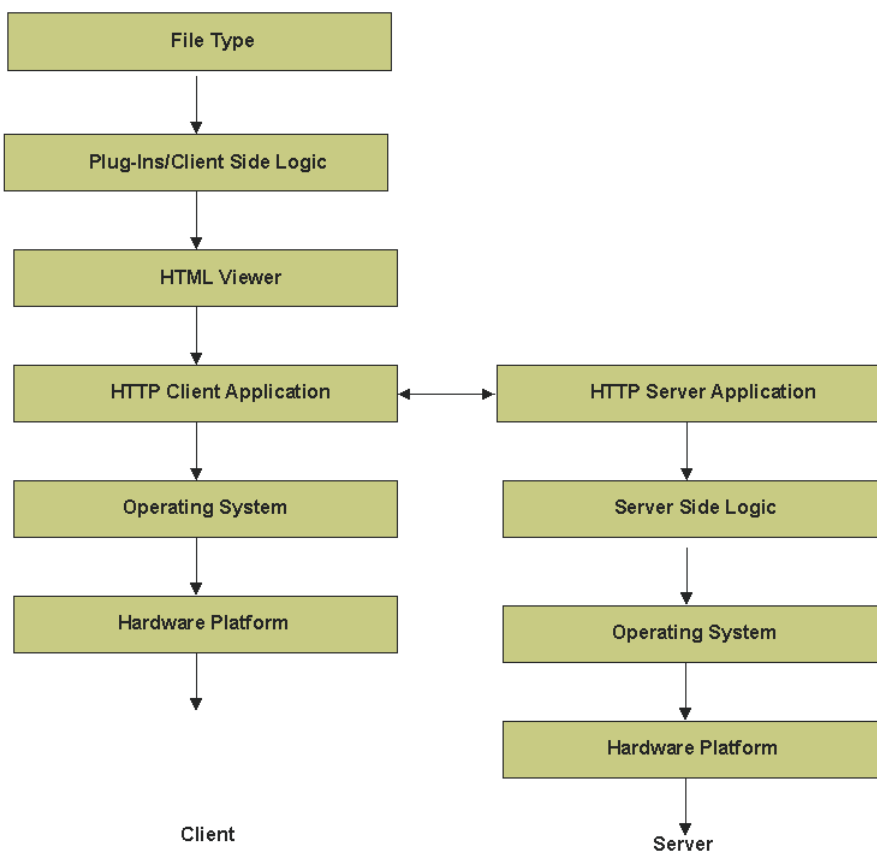 File Type
Plug-Ins/Client Side Logic
HTML Viewer
HTTP Client Application
HTTP Server Application
Operating System
Server Side Logic
Hardware Platform
Operating System
Hardware Platform
Client
Server